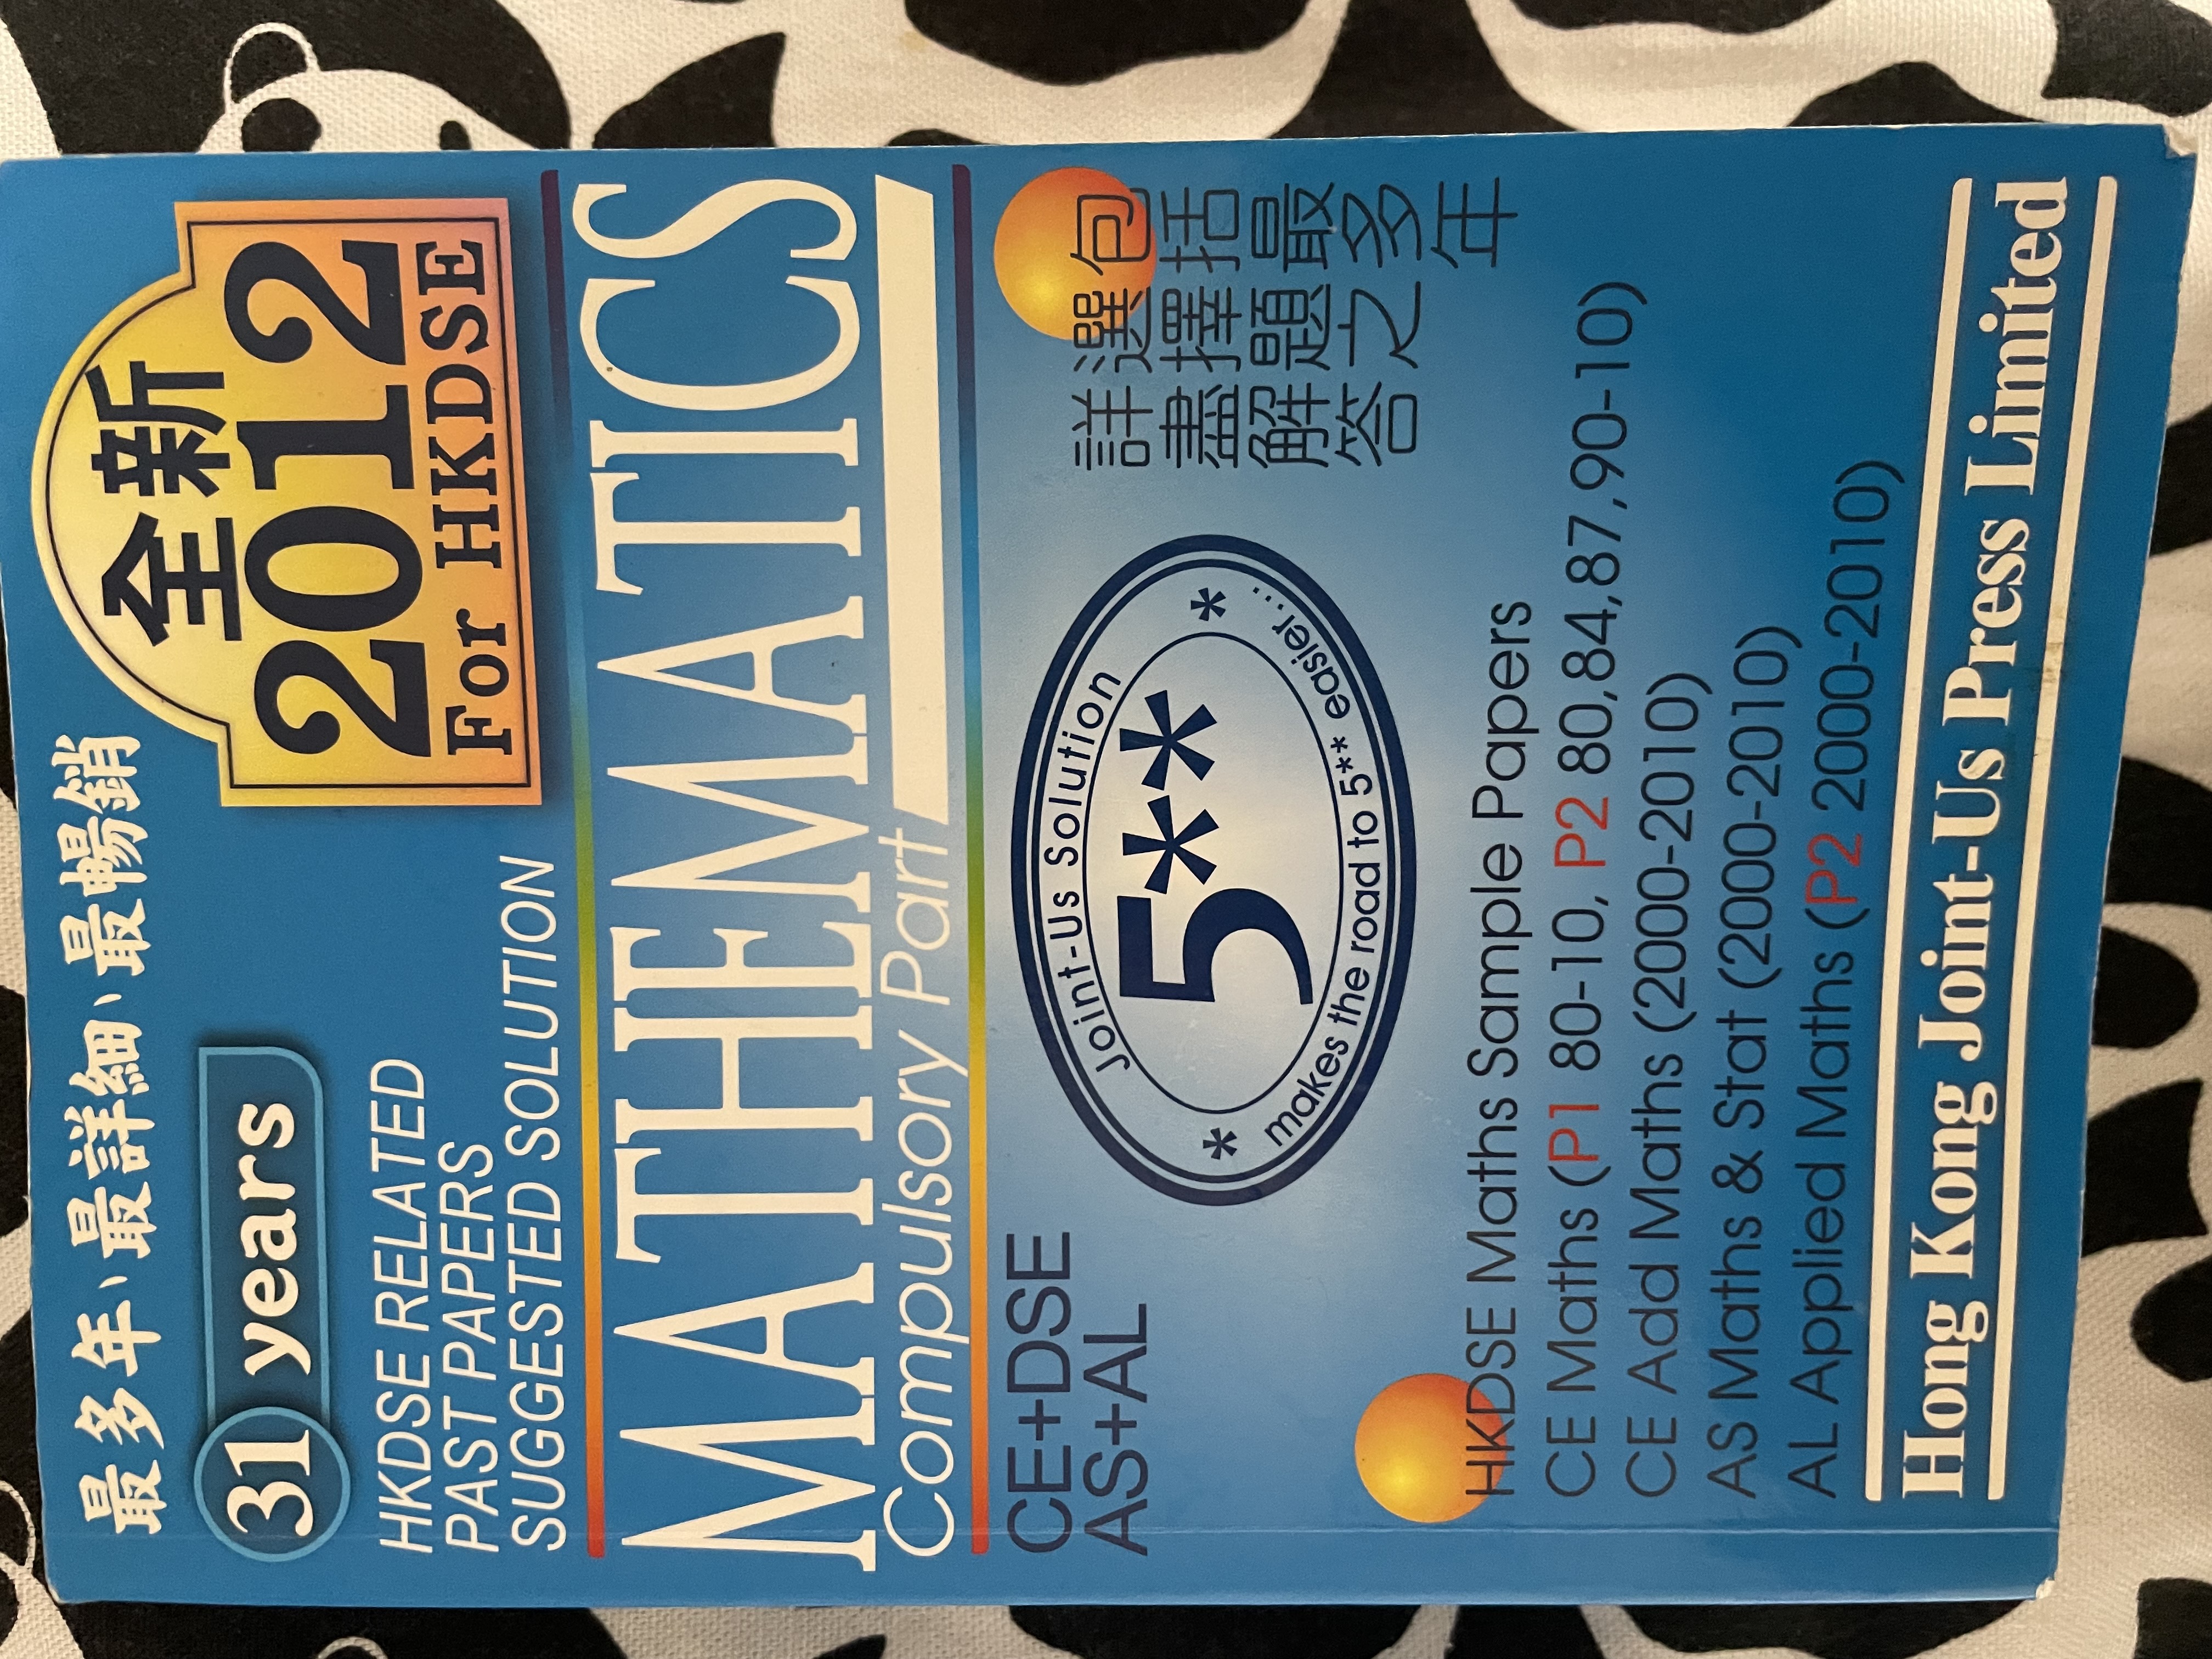 最多年、最詳細、最暢銷
31 years
全新
2012
For HKDSE
HKDSE RELATED
PAST PAPERS
SUGGESTED SOLUTION
MATHEMATICS
Compulsory Part
CE+DSE
AS+AL
* Joint-Us Solution *
5**
makes the road to 5** easier...
包括最多年
選擇題之
詳盡解答
HKDSE Maths Sample Papers
CE Maths (P1 80-10, P2 80,84,87,90-10)
CE Add Maths (2000-2010)
AS Maths & Stat (2000-2010)
AL Applied Maths (P2 2000-2010)
Hong Kong Joint-Us Press Limited